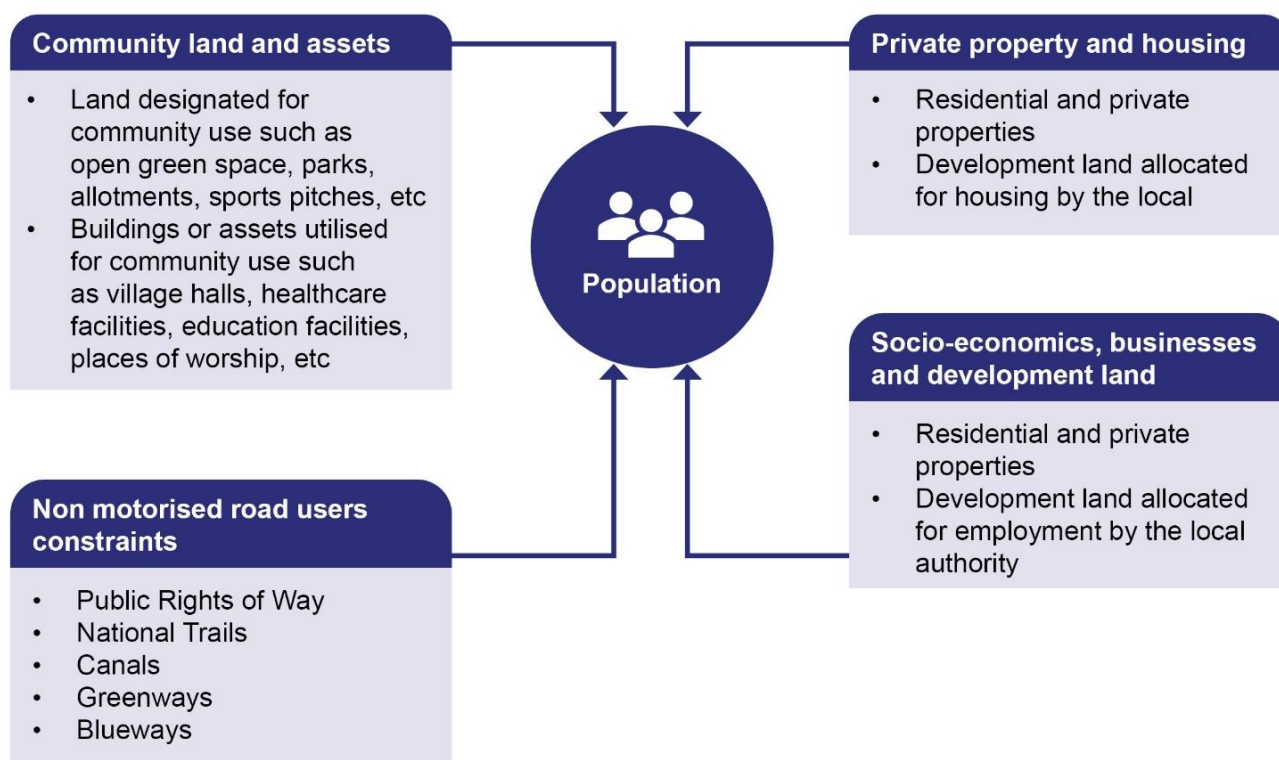 Community land and assets
• Land designated for
community use such as
open green space, parks,
allotments, sports pitches, etc
• Buildings or assets utilised
for community use such
as village halls, healthcare
facilities, education facilities,
places of worship, etc
Private property and housing
• Residential and private
properties
• Development land allocated
for housing by the local
Population
Non motorised road users
constraints
• Public Rights of Way
• National Trails
• Canals
• Greenways
• Blueways
Socio-economics, businesses
and development land
• Residential and private
properties
• Development land allocated
for employment by the local
authority